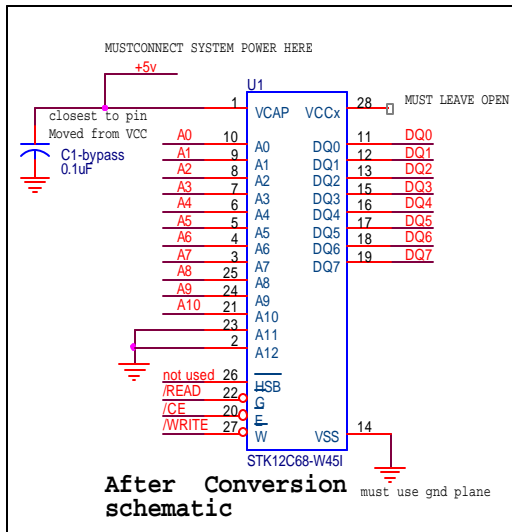 MUSTCONNECT SYSTEM POWER HERE
+5v
U1
1 VCAP VCCx 28 MUST LEAVE OPEN
closest to pin
Moved from VCC
C1-bypass
0.1uF
A0 10 A0 DQ0 11 DQ0
A1 9 A1 DQ1 12 DQ1
A2 8 A2 DQ2 13 DQ2
A3 7 A3 DQ3 15 DQ3
A4 6 A4 DQ4 16 DQ4
A5 5 A5 DQ5 17 DQ5
A6 4 A6 DQ6 18 DQ6
A7 3 A7 DQ7 19 DQ7
A8 25 A8
A9 24 A9
A10 21 A10
23 A11
2 A12
not used 26 HSB
/READ 22 G
/CE 20 E
/WRITE 27 W VSS 14
STK12C68-W45I
must use gnd plane
After Conversion
schematic